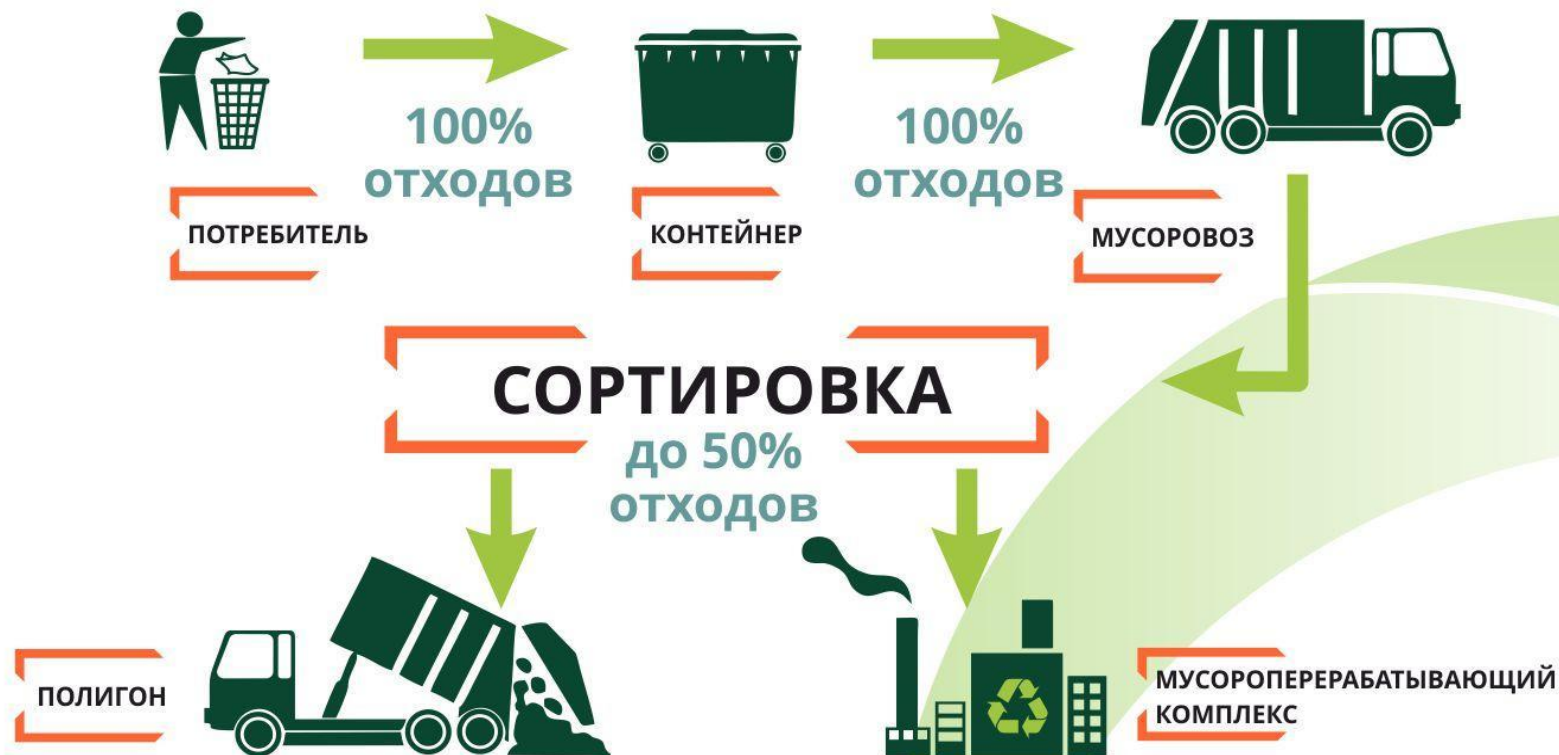 100%
отходов
100%
отходов
ПОТРЕБИТЕЛЬ
КОНТЕЙНЕР
МУСОРОВОЗ
СОРТИРОВКА
до 50%
отходов
ПОЛИГОН
МУСОРОПЕРЕРАБАТЫВАЮЩИЙ
КОМПЛЕКС